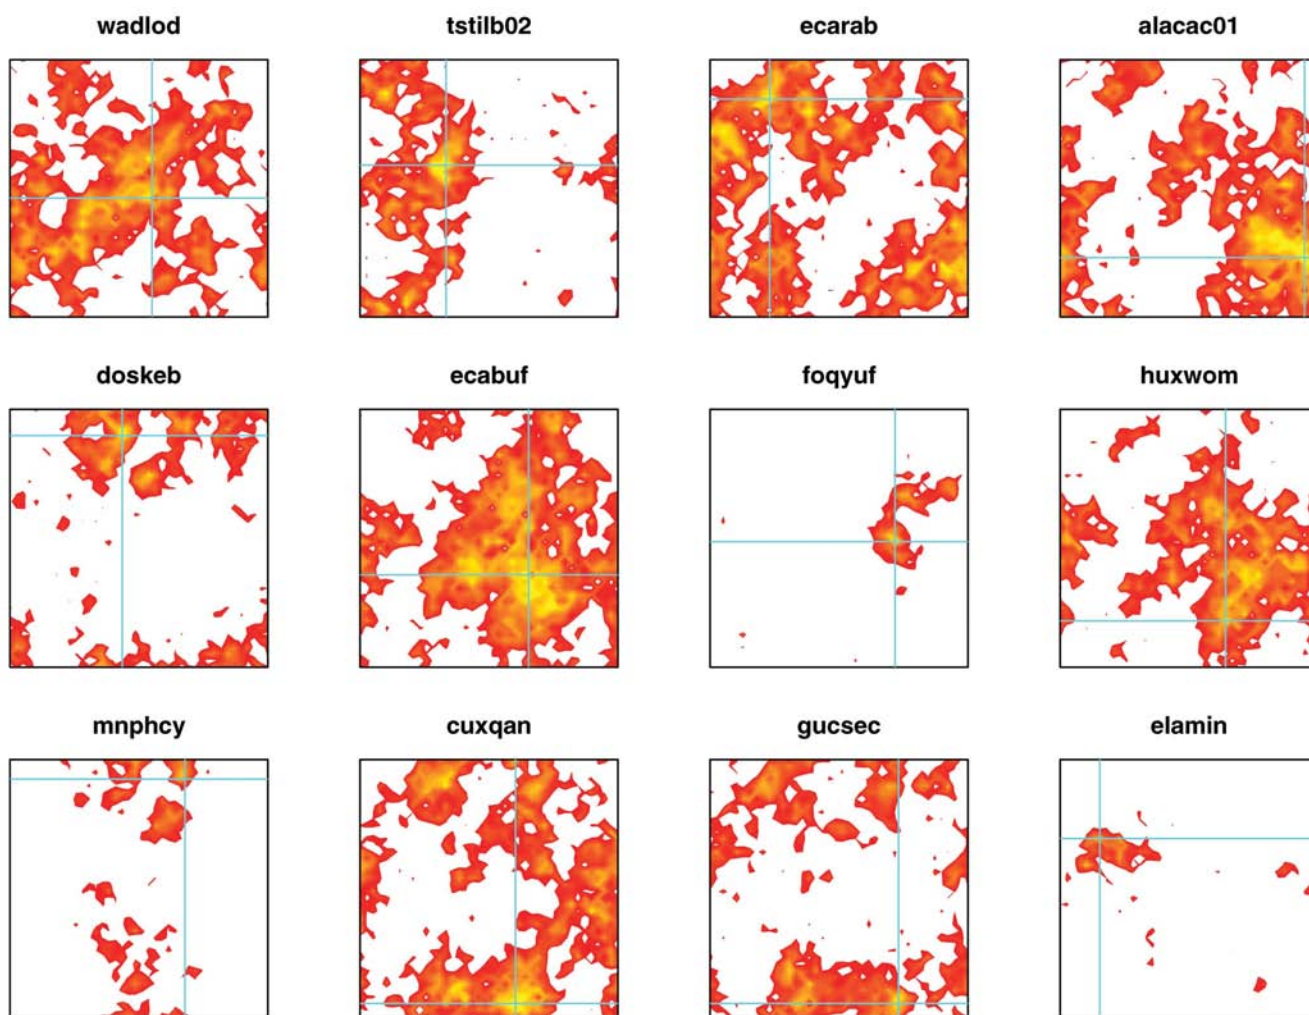 wadlod tstilb02 ecarab alacac01
doskeb ecabuf foqyuf huxwom
mnphcy cuxqan gucsec elamin